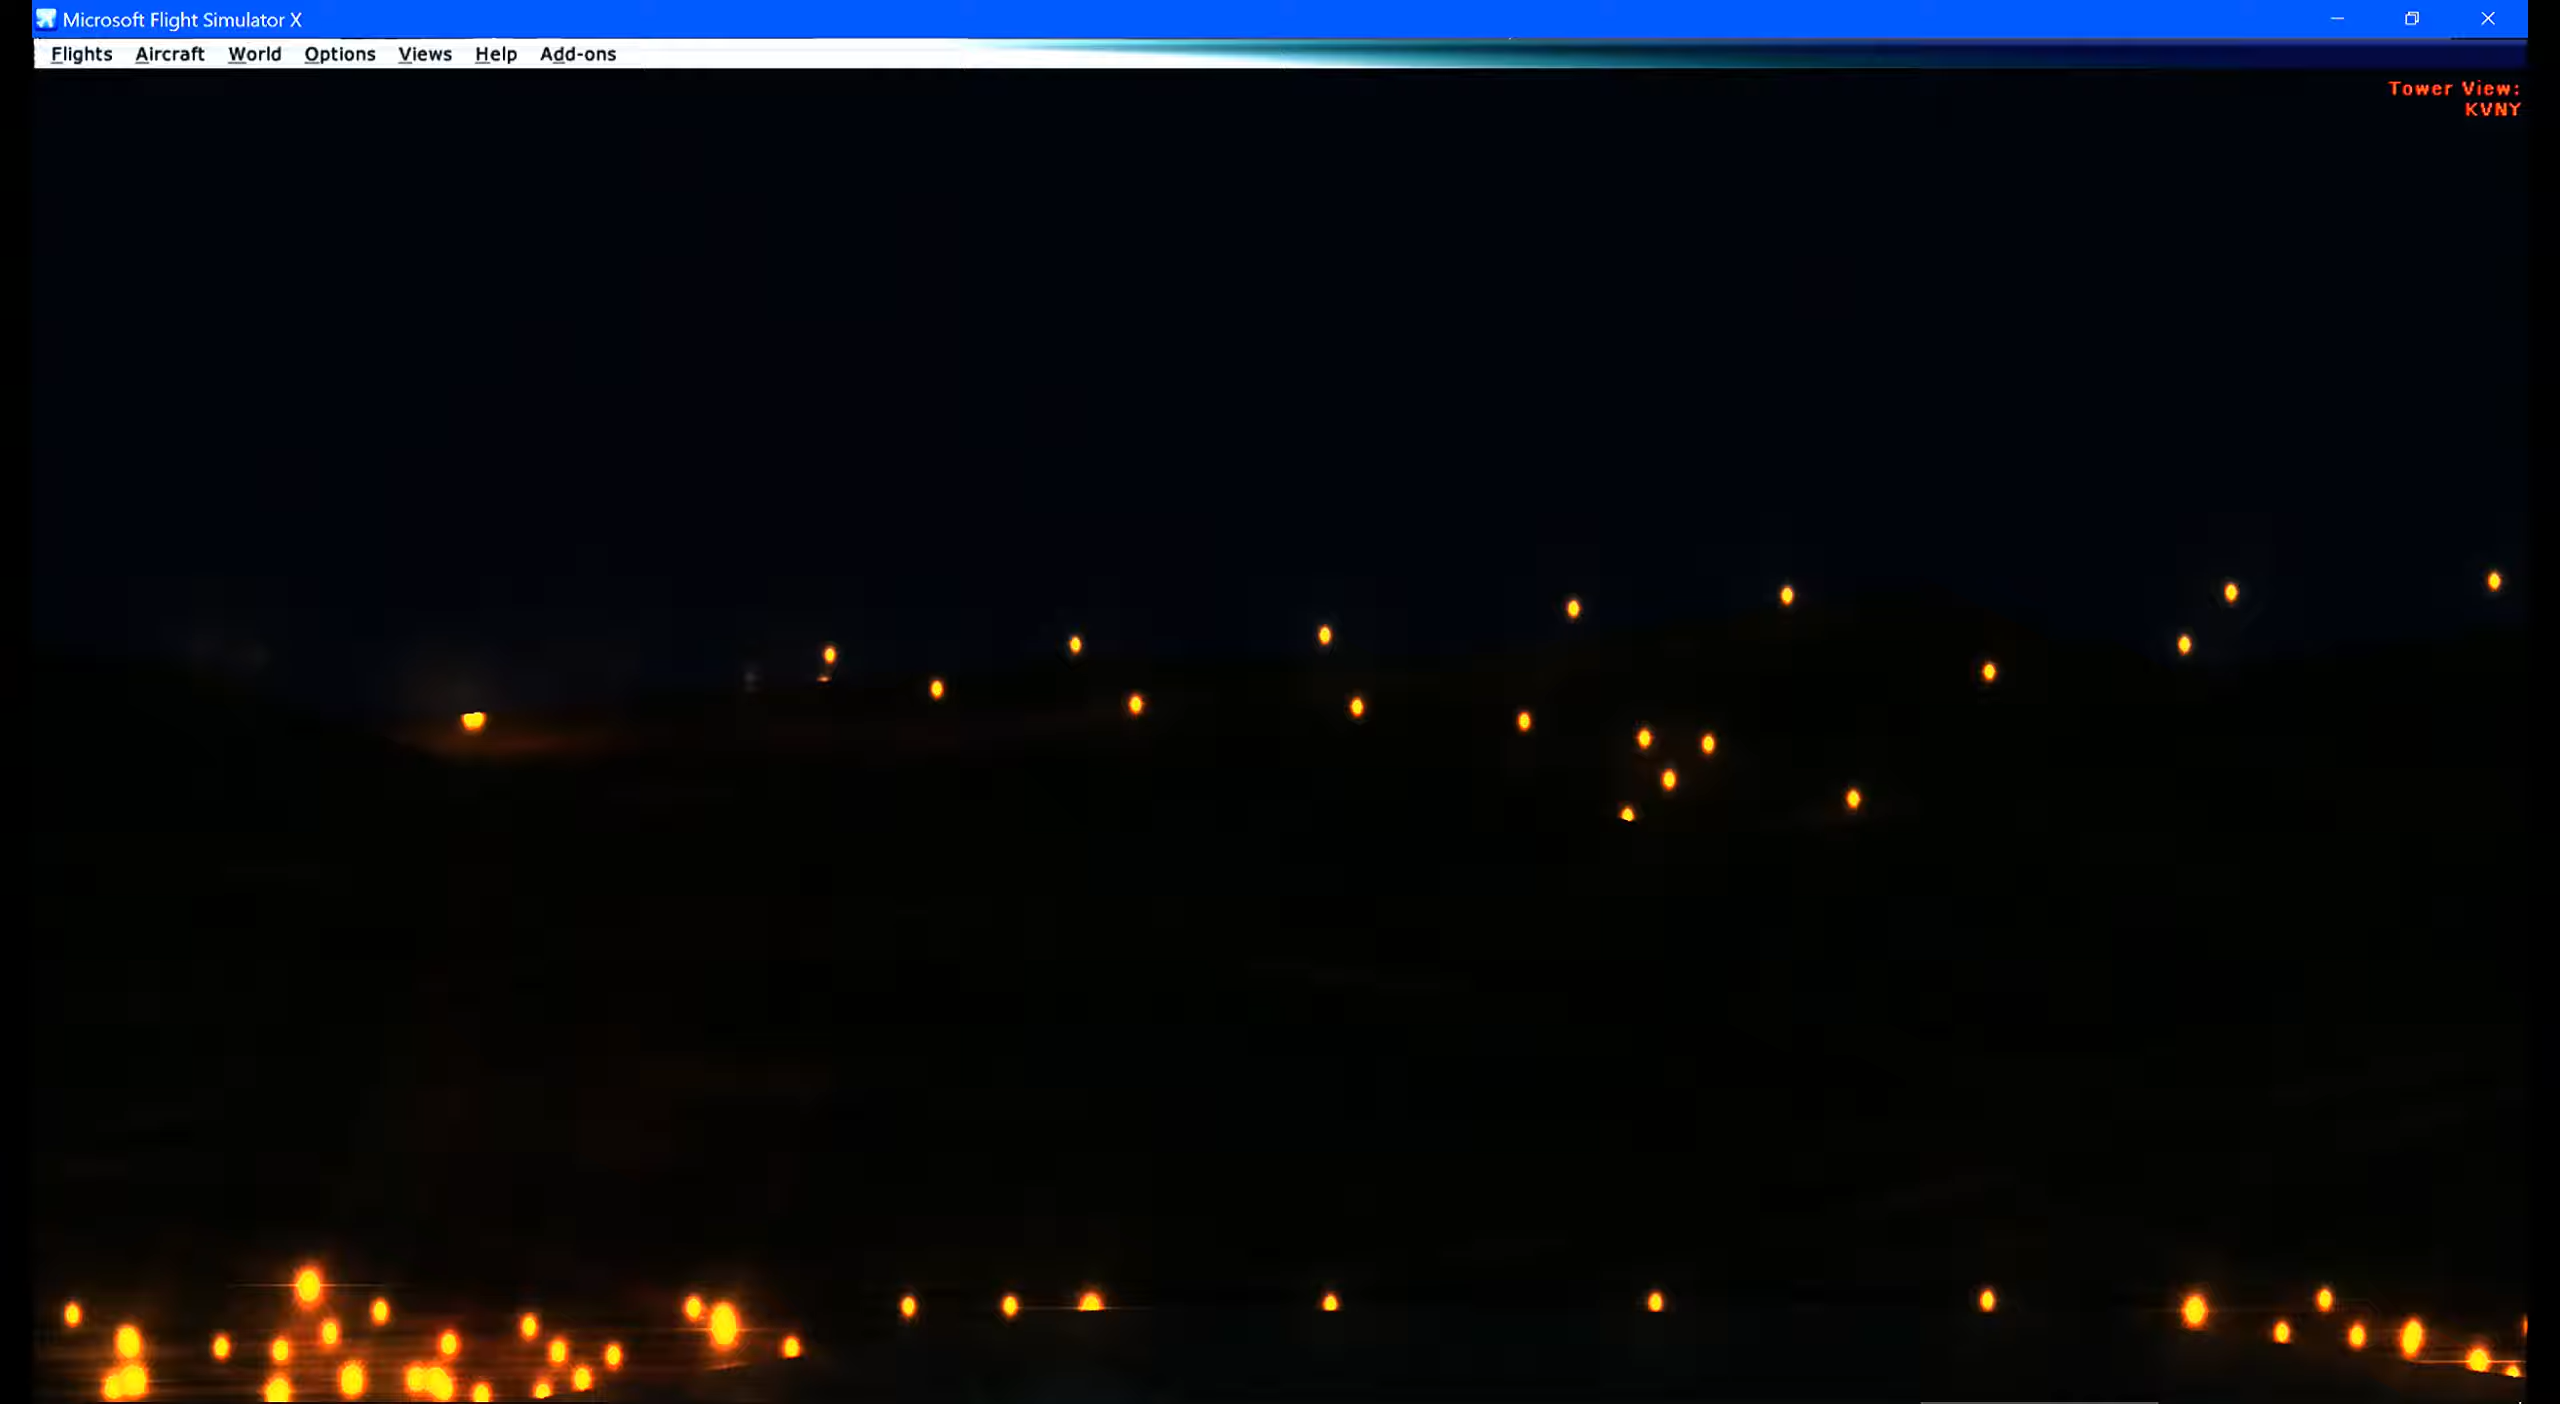 Microsoft Flight Simulator X
Flights Aircraft World Options Views Help Add-ons
Tower View:
KVNY